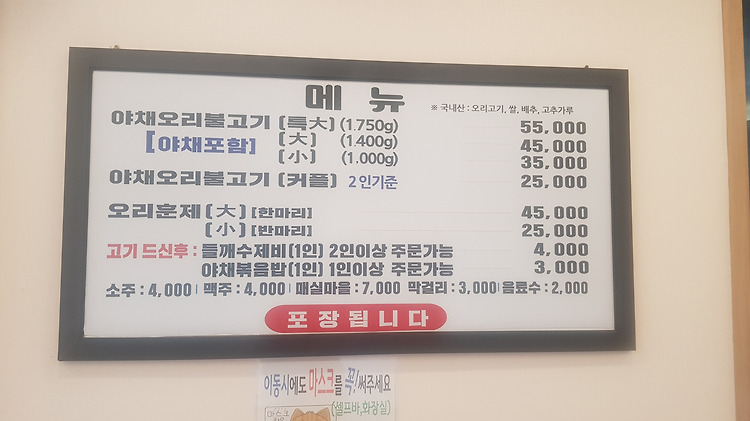 메 뉴
※ 국내산 : 오리고기, 쌀, 배추, 고추가루
야채오리불고기 (특大) (1.750g) 55,000
[야채포함] (大) (1.400g) 45,000
(小) (1.000g) 35,000
야채오리불고기 (커플) 2인기준 25,000
오리훈제 (大) [한마리] 45,000
(小) [반마리] 25,000
고기 드신후 : 들깨수제비(1인) 2인이상 주문가능 4,000
야채볶음밥(1인) 1인이상 주문가능 3,000
소주 : 4,000 | 맥주 : 4,000 | 매실마을 : 7,000 막걸리 : 3,000 | 음료수 : 2,000
포장됩니다
이동시에도 마스크를 꼭! 써주세요
(셀프바,화장실)
마스크